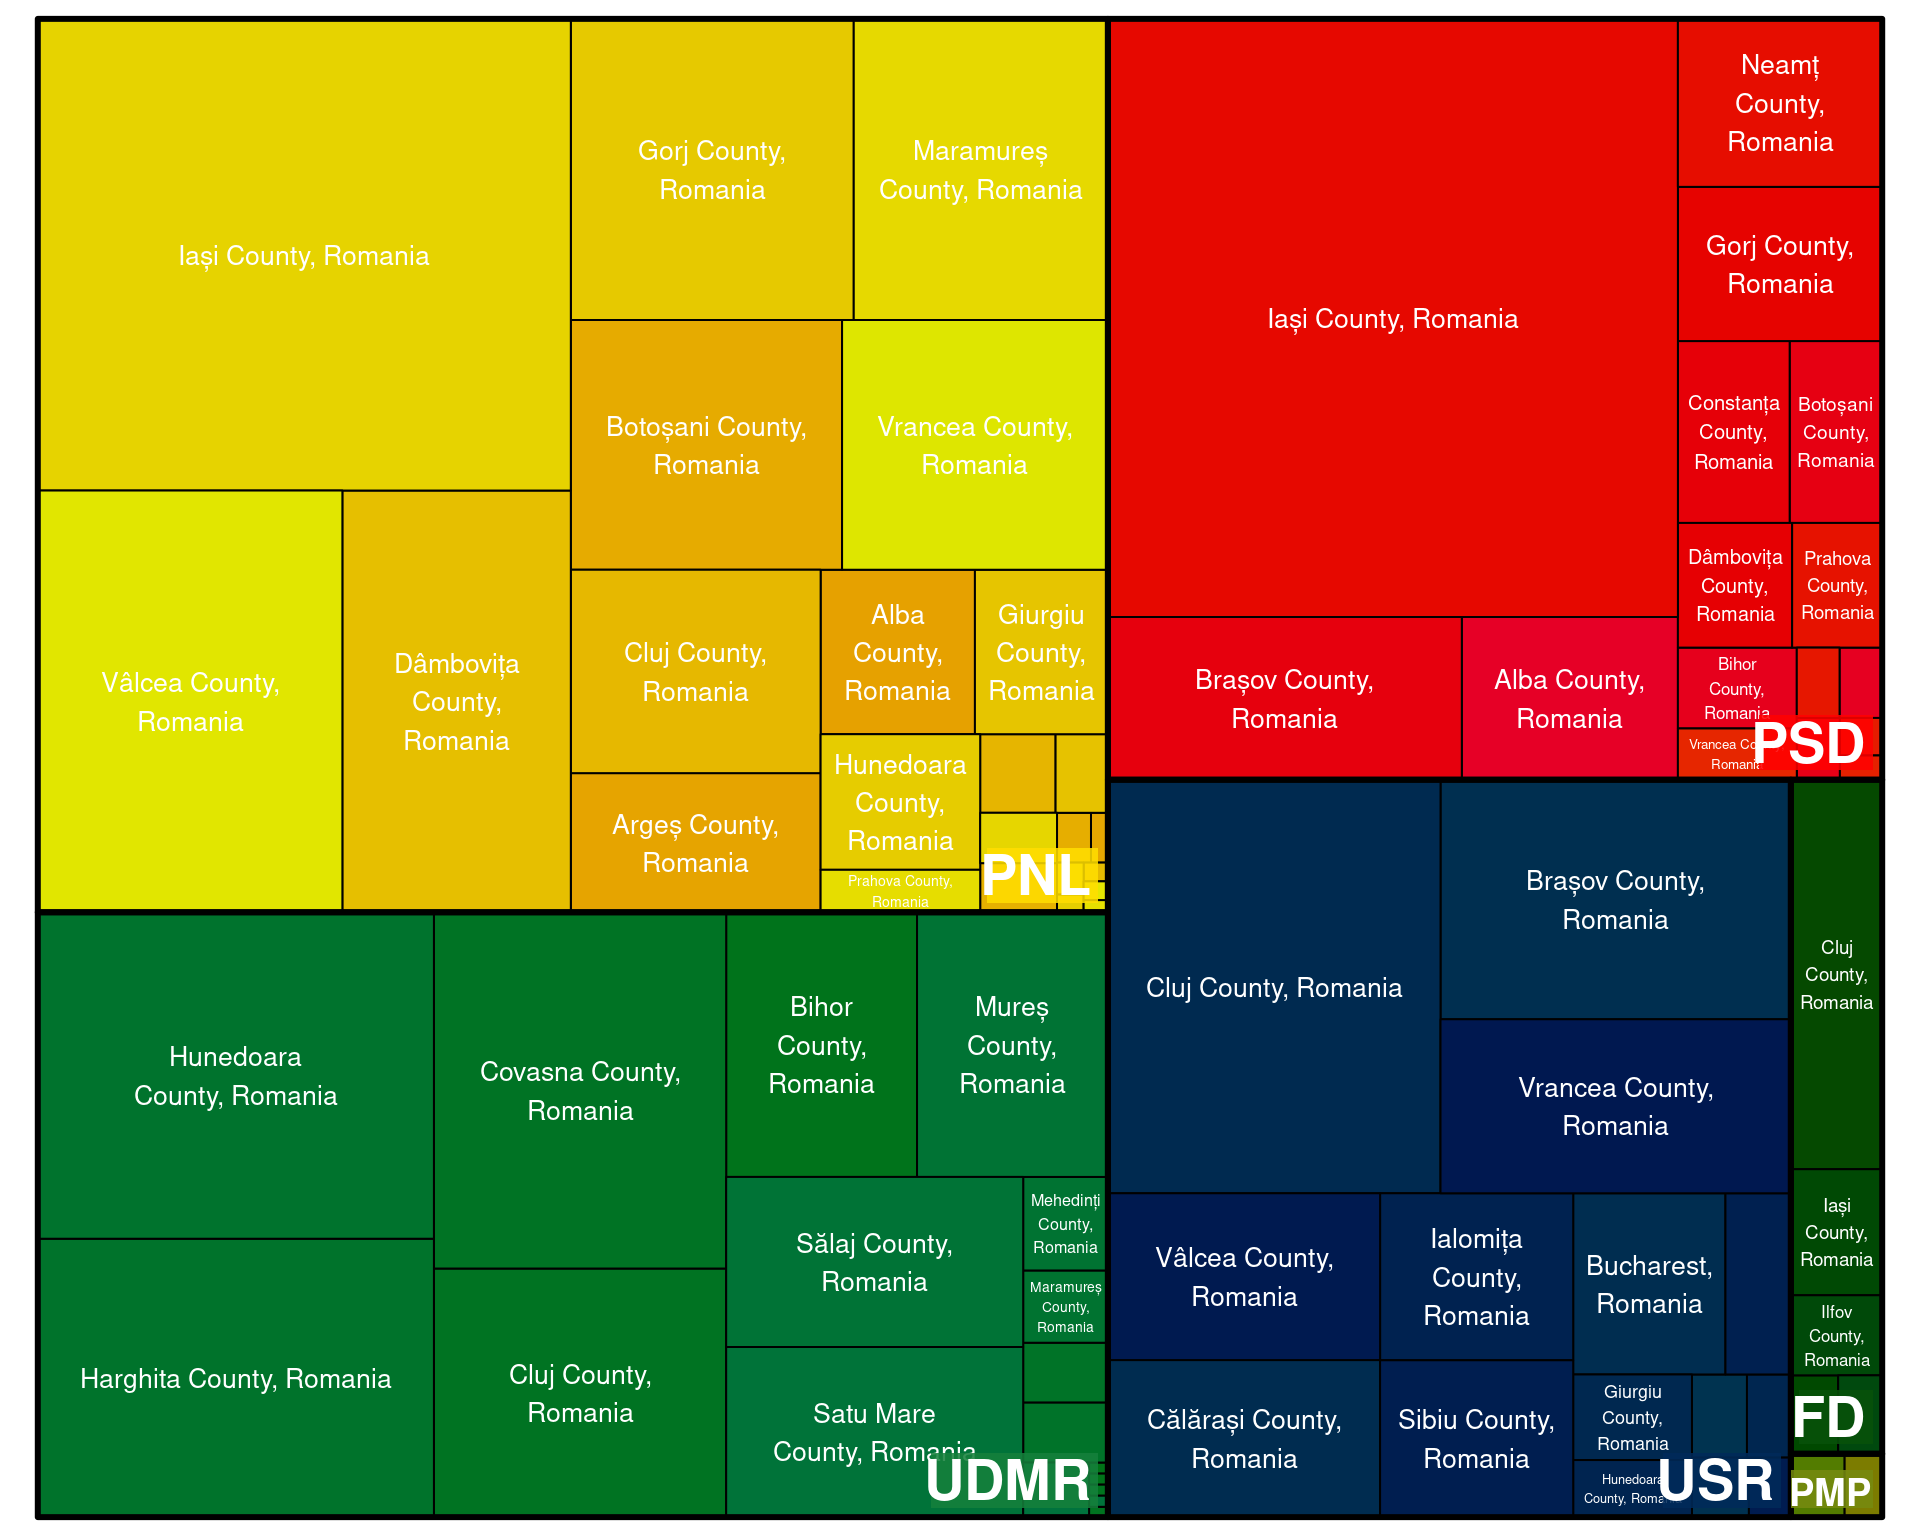 Iași County, Romania
Gorj County,
Romania
Maramureș
County, Romania
Botoșani County,
Romania
Vrancea County,
Romania
Vâlcea County,
Romania
Dâmbovița
County,
Romania
Cluj County,
Romania
Alba
County,
Romania
Giurgiu
County,
Romania
Argeș County,
Romania
Hunedoara
County,
Romania
Prahova County,
Romania
PNL
Iași County, Romania
Neamț
County,
Romania
Gorj County,
Romania
Constanța
County,
Romania
Botoșani
County,
Romania
Dâmbovița
County,
Romania
Prahova
County,
Romania
Brașov County,
Romania
Alba County,
Romania
Bihor
County,
Romania
Vrancea
PSD
Hunedoara
County, Romania
Harghita County, Romania
Covasna County,
Romania
Cluj County,
Romania
Bihor
County,
Romania
Mureș
County,
Romania
Sălaj County,
Romania
Mehedinți
County,
Romania
Maramureș
County,
Romania
Satu Mare
County, Romania
UDMR
Cluj County, Romania
Brașov County,
Romania
Vrancea County,
Romania
Vâlcea County,
Romania
Ialomița
County,
Romania
Bucharest,
Romania
Călărași County,
Romania
Sibiu County,
Romania
Giurgiu
County,
Romania
Hunedoara
County,
USR
Cluj
County,
Romania
Iași
County,
Romania
Ilfov
County,
Romania
FD
PMP